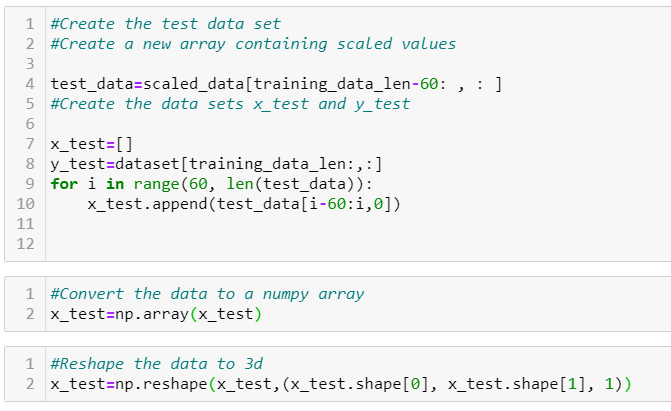 1 #Create the test data set
2 #Create a new array containing scaled values
3
4 test_data=scaled_data[training_data_len-60: , : ]
5 #Create the data sets x_test and y_test
6
7 x_test=[]
8 y_test=dataset[training_data_len:,:]
9 for i in range(60, len(test_data)):
10     x_test.append(test_data[i-60:i,0])
11
12
1 #Convert the data to a numpy array
2 x_test=np.array(x_test)
1 #Reshape the data to 3d
2 x_test=np.reshape(x_test,(x_test.shape[0], x_test.shape[1], 1))